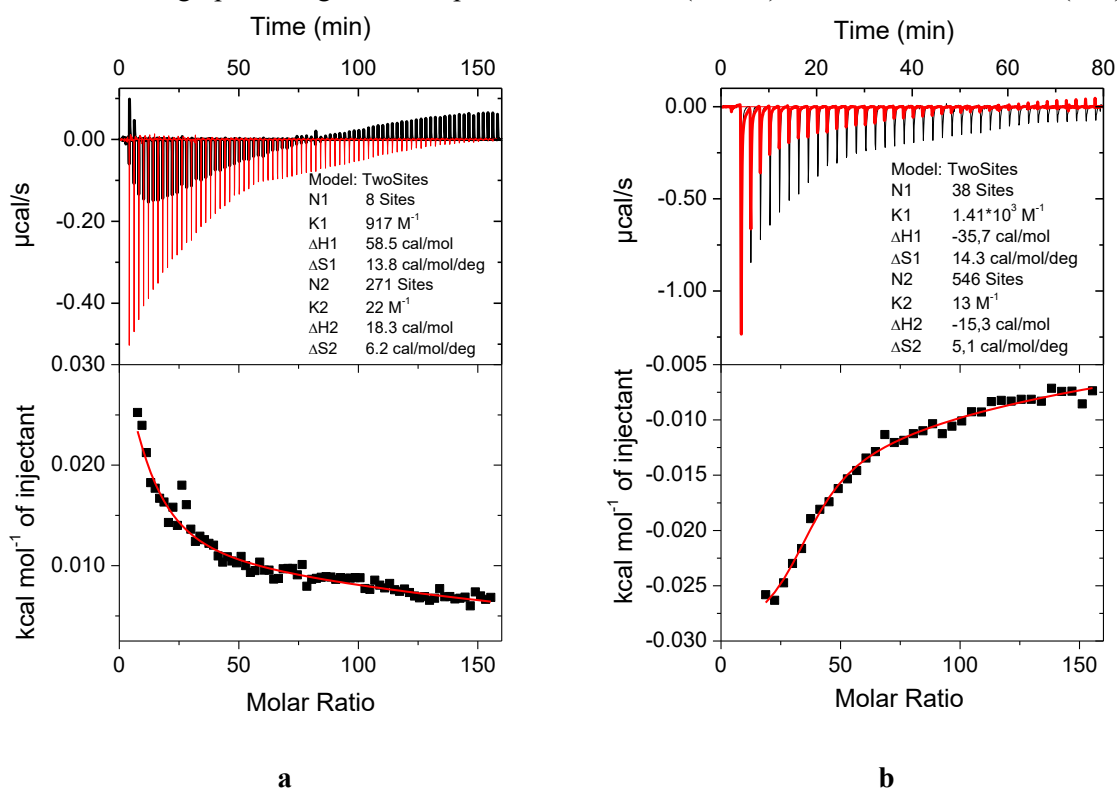 Time (min)
0 50 100 150
µcal/s
0.00
-0.20
-0.40
Model: TwoSites
N1 8 Sites
K1 917 M⁻¹
ΔH1 58.5 cal/mol
ΔS1 13.8 cal/mol/deg
N2 271 Sites
K2 22 M⁻¹
ΔH2 18.3 cal/mol
ΔS2 6.2 cal/mol/deg
kcal mol⁻¹ of injectant
0.030
0.020
0.010
0 50 100 150
Molar Ratio
a
Time (min)
0 10 20 30 40 50 60 70 80
µcal/s
0.00
-0.50
-1.00
Model: TwoSites
N1 38 Sites
K1 1.41*10³ M⁻¹
ΔH1 -35,7 cal/mol
ΔS1 14.3 cal/mol/deg
N2 546 Sites
K2 13 M⁻¹
ΔH2 -15,3 cal/mol
ΔS2 5,1 cal/mol/deg
kcal mol⁻¹ of injectant
-0.005
-0.010
-0.015
-0.020
-0.025
-0.030
0 50 100 150
Molar Ratio
b